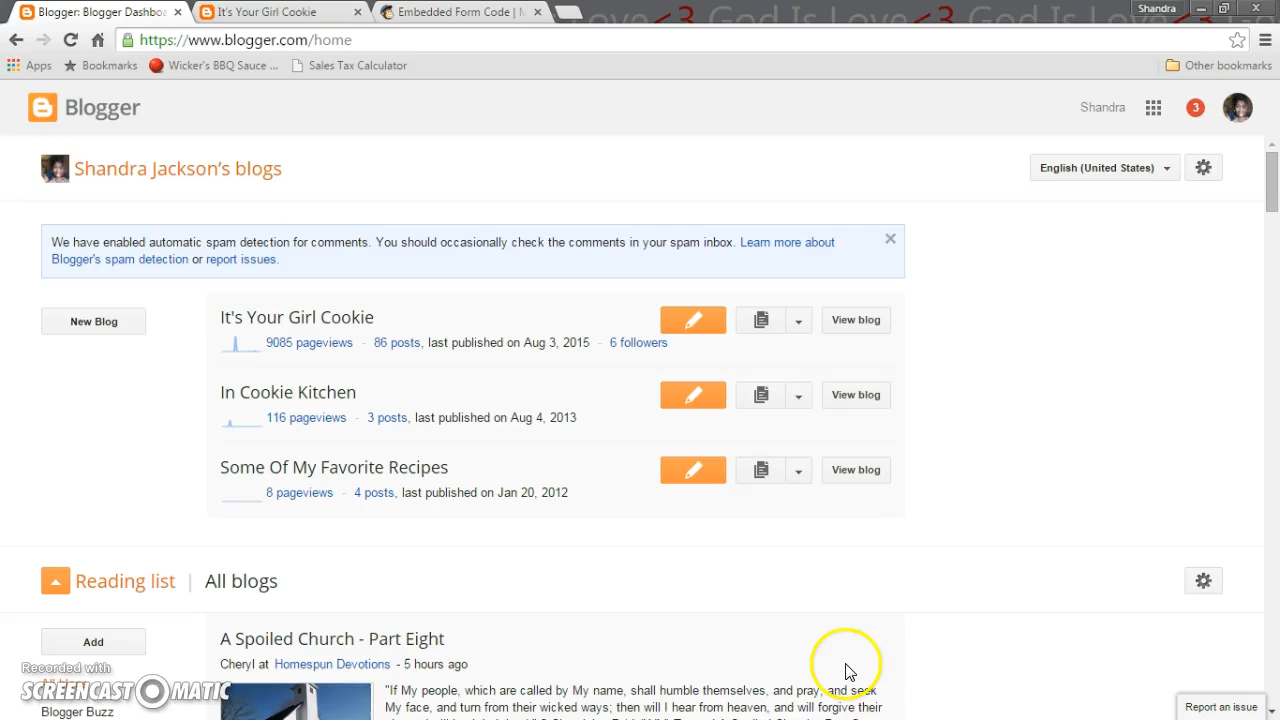 God Is Love <3 God Is Lo
Blogger: Blogger Dashboa × It's Your Girl Cookie × Embedded Form Code | M × Shandra
https://www.blogger.com/home
Apps Bookmarks Wicker's BBQ Sauce ... Sales Tax Calculator Other bookmarks
Blogger Shandra 3
Shandra Jackson's blogs English (United States)
We have enabled automatic spam detection for comments. You should occasionally check the comments in your spam inbox. Learn more about
Blogger's spam detection or report issues.
New Blog
It's Your Girl Cookie View blog
9085 pageviews - 86 posts, last published on Aug 3, 2015 - 6 followers
In Cookie Kitchen View blog
116 pageviews - 3 posts, last published on Aug 4, 2013
Some Of My Favorite Recipes View blog
8 pageviews - 4 posts, last published on Jan 20, 2012
Reading list | All blogs
Add
A Spoiled Church - Part Eight
Cheryl at Homespun Devotions - 5 hours ago
Recorded with
SCREENCAST MATIC
Blogger Buzz
"If My people, which are called by My name, shall humble themselves, and pray, and seek
My face, and turn from their wicked ways; then will I hear from heaven, and will forgive their
Report an issue